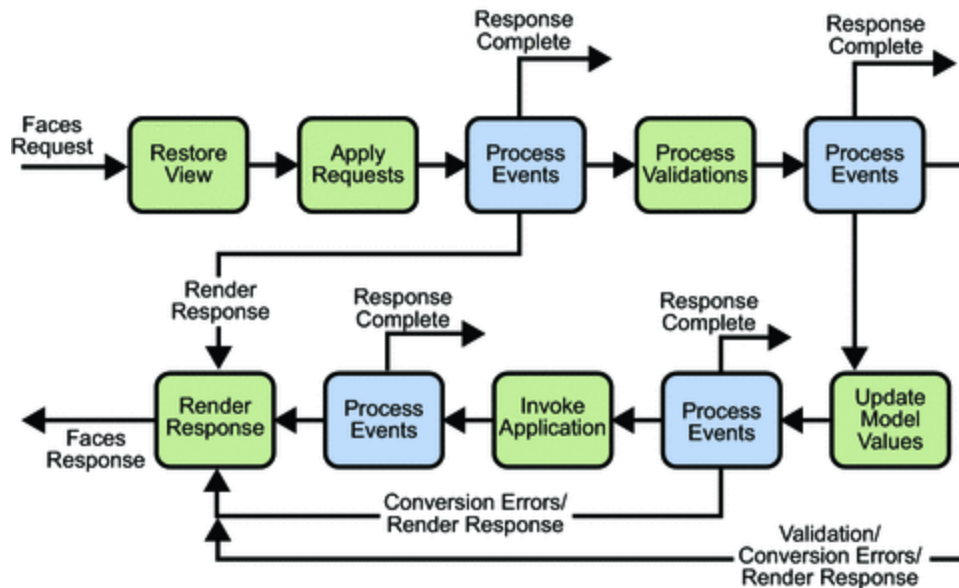 Response
Complete
Response
Complete
Faces
Request
Restore
View
Apply
Requests
Process
Events
Process
Validations
Process
Events
Render
Response
Response
Complete
Response
Complete
Render
Response
Process
Events
Invoke
Application
Process
Events
Update
Model
Values
Faces
Response
Conversion Errors/
Render Response
Validation/
Conversion Errors/
Render Response